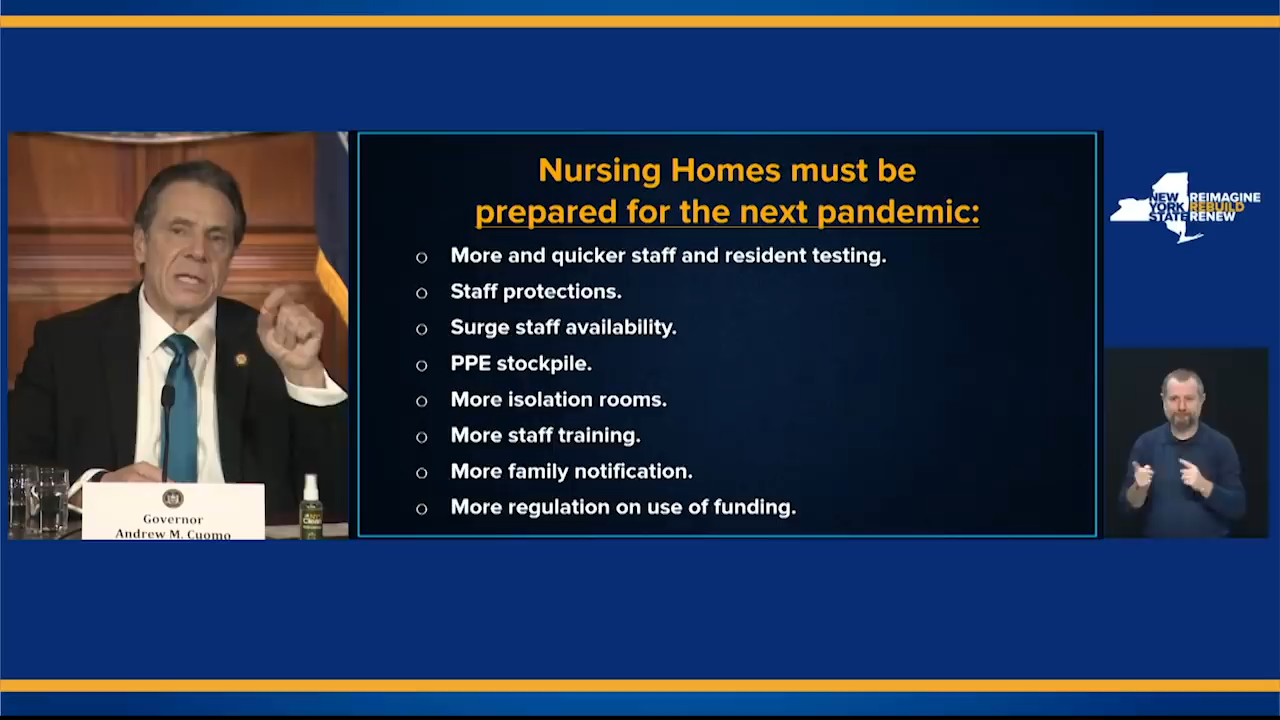 Nursing Homes must be
prepared for the next pandemic:
o More and quicker staff and resident testing.
o Staff protections.
o Surge staff availability.
o PPE stockpile.
o More isolation rooms.
o More staff training.
o More family notification.
o More regulation on use of funding.
Governor
Andrew M. Cuomo
NEW
YORK
STATE
REIMAGINE
REBUILD
RENEW